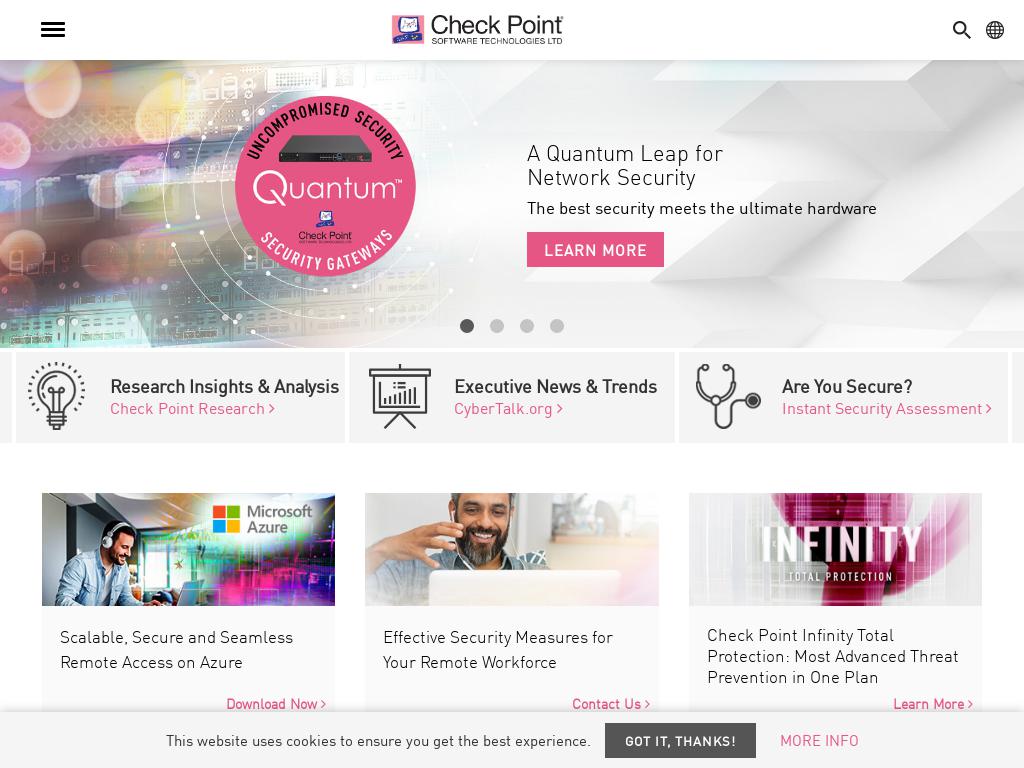 Check Point
SOFTWARE TECHNOLOGIES LTD
UNCOMPROMISED SECURITY
Quantum™
Check Point
SECURITY GATEWAYS
A Quantum Leap for
Network Security
The best security meets the ultimate hardware
LEARN MORE
Research Insights & Analysis
Check Point Research >
Executive News & Trends
CyberTalk.org >
Are You Secure?
Instant Security Assessment >
Microsoft
Azure
INFINITY
TOTAL PROTECTION
Scalable, Secure and Seamless
Remote Access on Azure
Download Now >
Effective Security Measures for
Your Remote Workforce
Contact Us >
Check Point Infinity Total
Protection: Most Advanced Threat
Prevention in One Plan
Learn More >
This website uses cookies to ensure you get the best experience.
GOT IT, THANKS!
MORE INFO